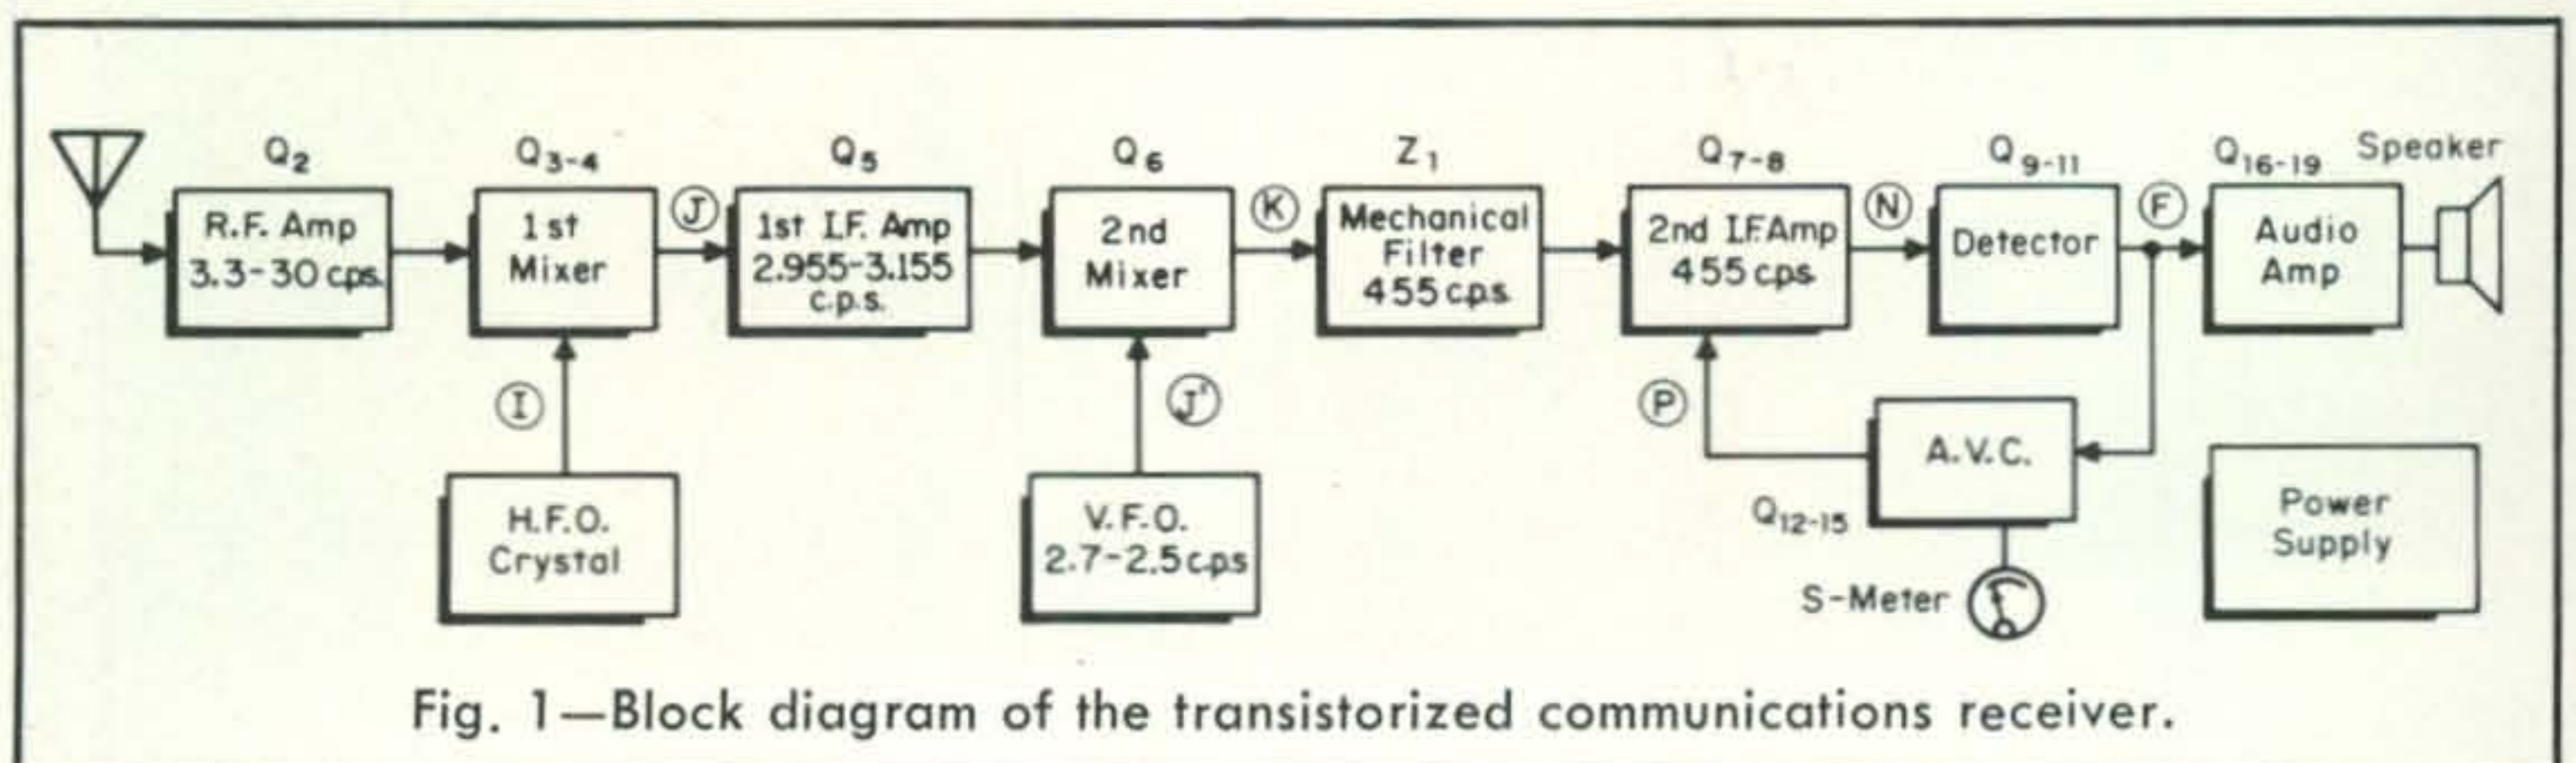 Q2
R.F. Amp
3.3-30 cps.
Q3-4
1st
Mixer
J
Q5
1st I.F. Amp
2.955-3.155
c.p.s.
Q6
2nd
Mixer
K
Z1
Mechanical
Filter
455 c.p.s.
Q7-8
2nd I.F. Amp
455 cps
N
Q9-11
Detector
F
Q16-19
Audio
Amp
Speaker
I
H.F.O.
Crystal
J'
V.F.O.
2.7-2.5 c.p.s
P
A.V.C.
Q12-15
S-Meter
Power
Supply
Fig. 1—Block diagram of the transistorized communications receiver.